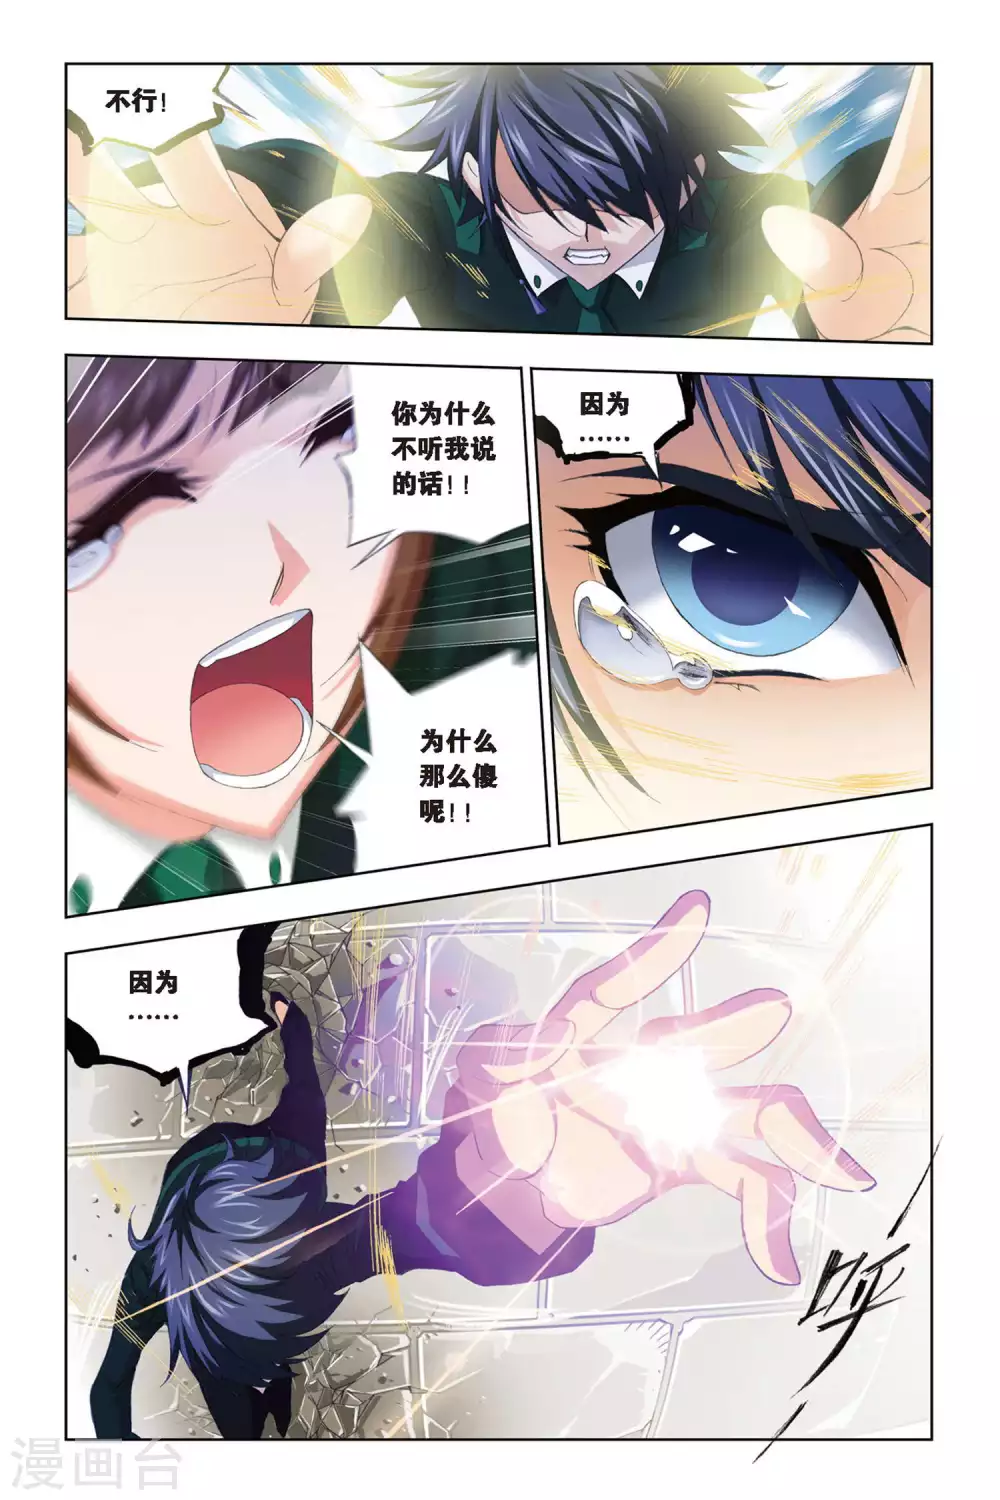 不行！
你为什么
不听我说
的话！！
因为
……
为什么
那么傻
呢！！
因为
……
呼
漫画台